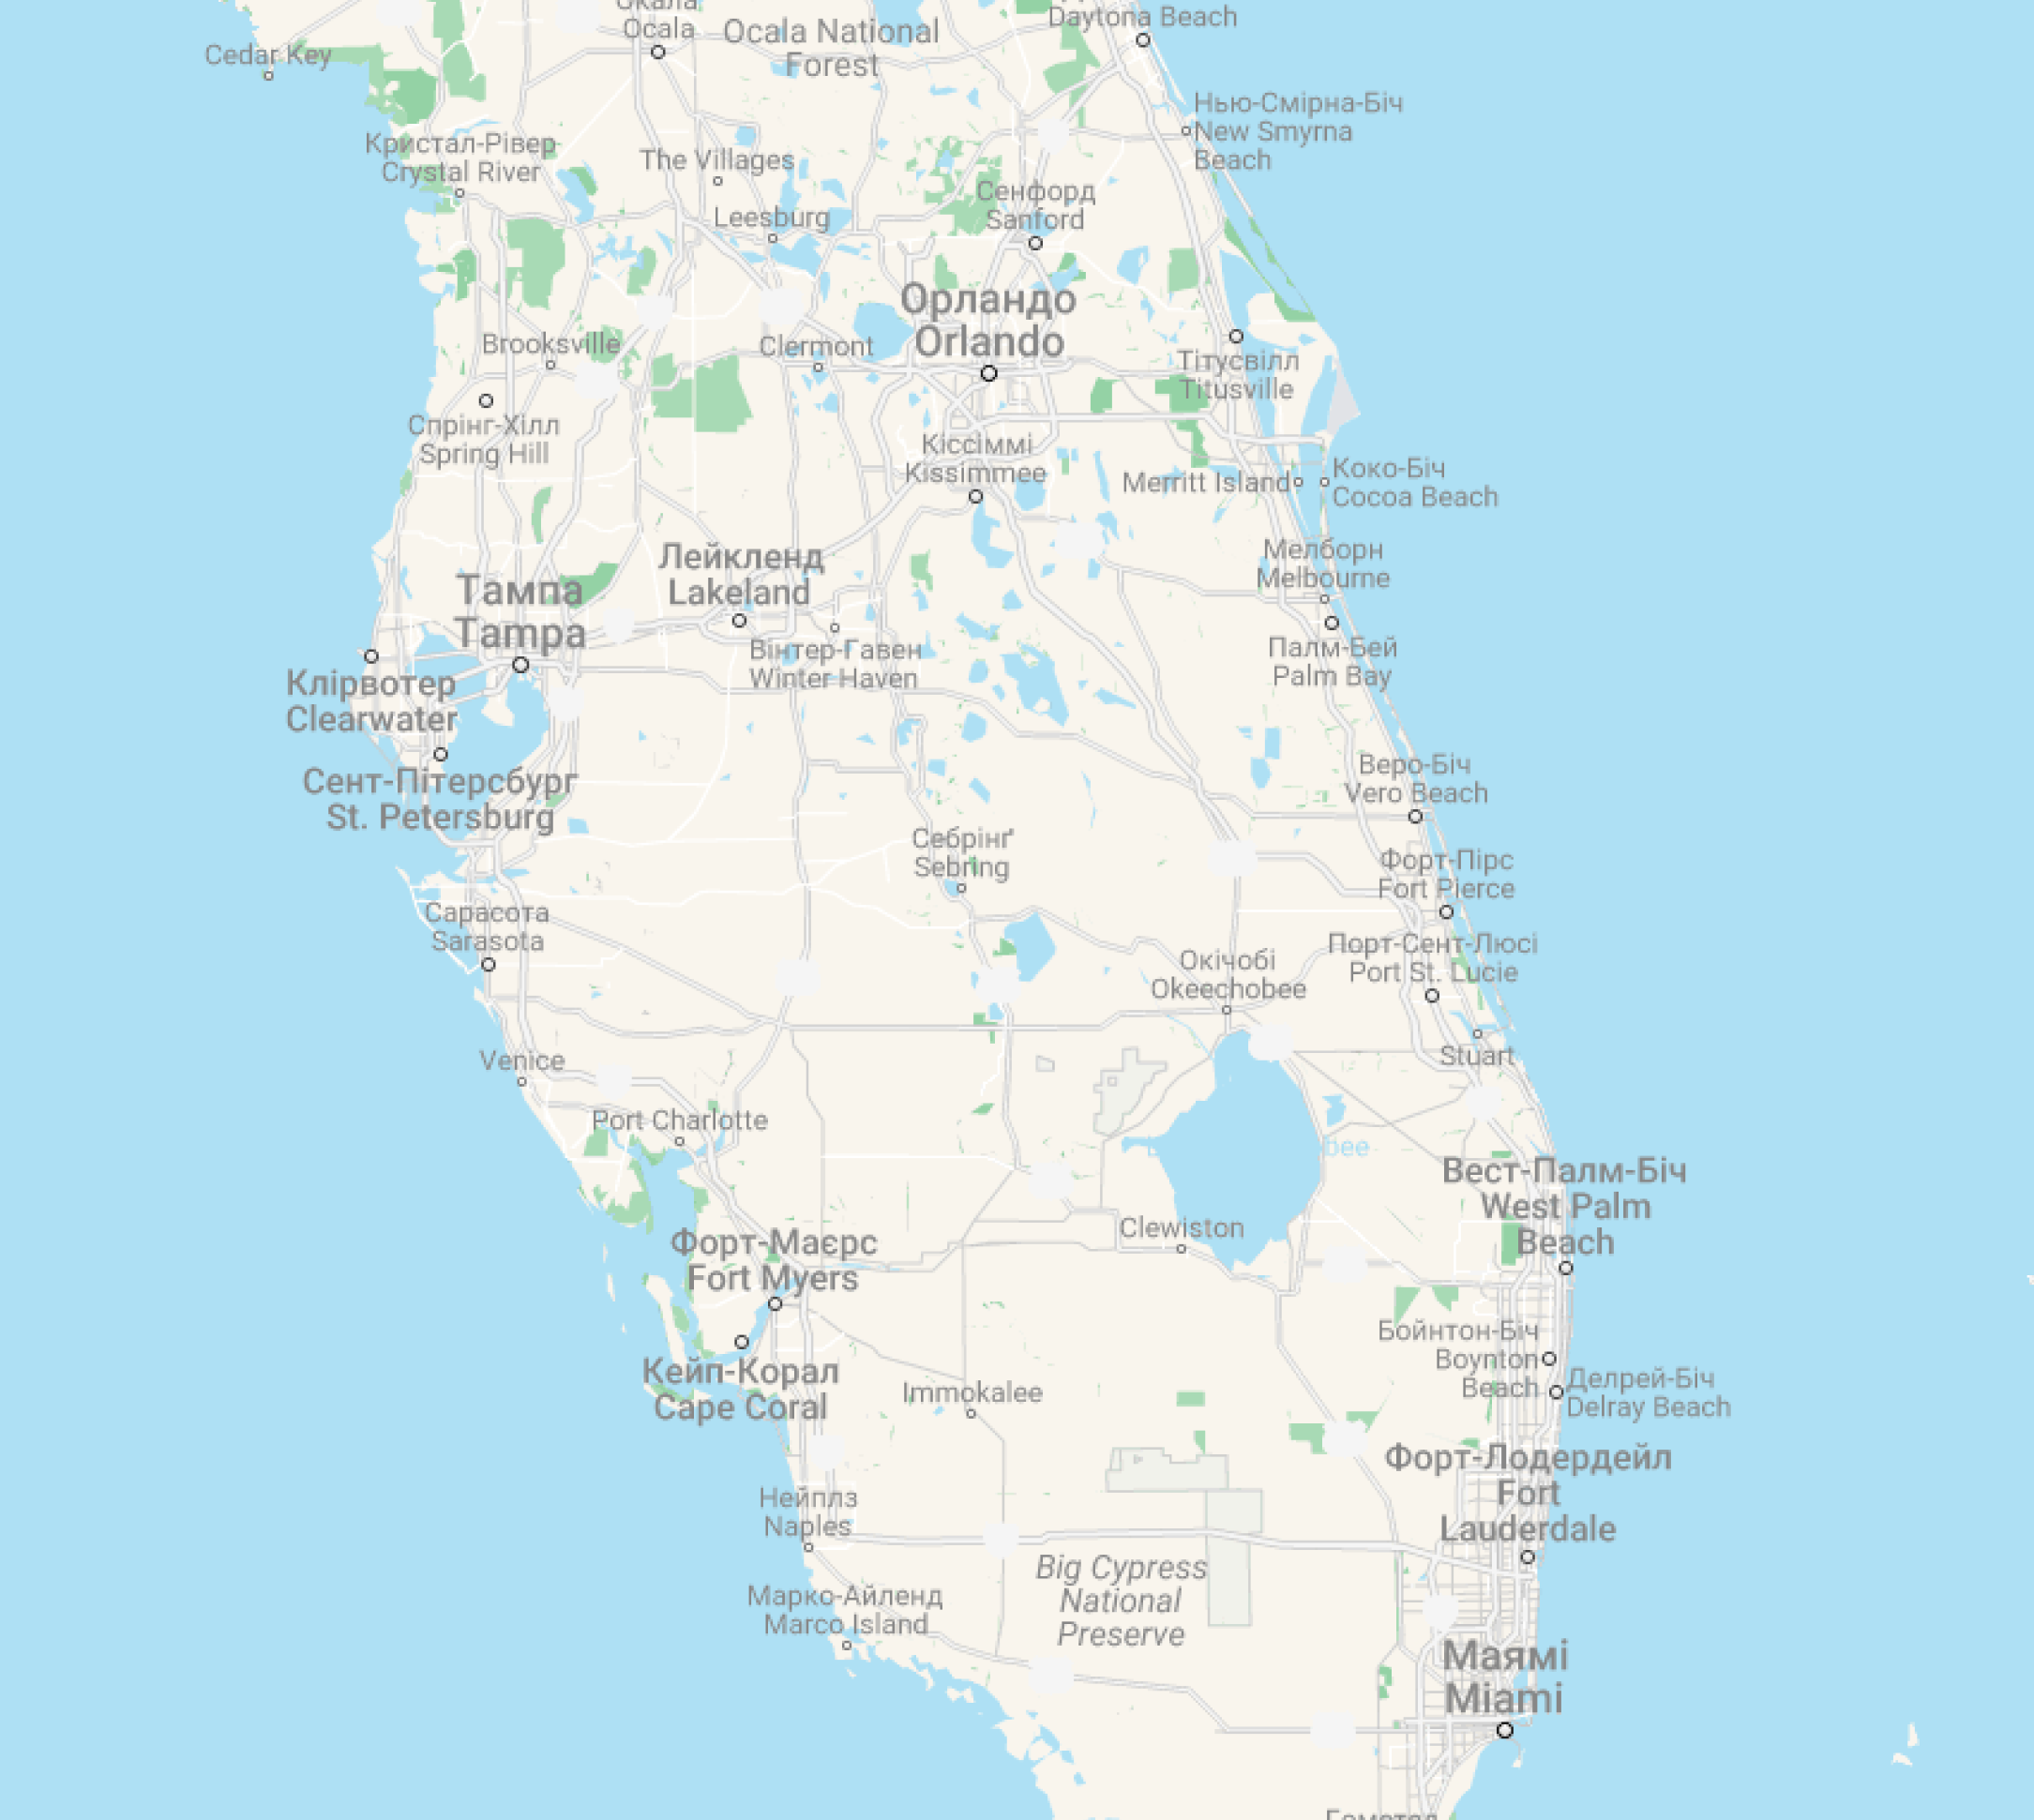 Окала
Ocala
Ocala National
Forest
Daytona Beach
Cedar Key
Нью-Смірна-Біч
New Smyrna
Beach
Кристал-Рівер
Crystal River
The Villages
Сенфорд
Sanford
Leesburg
Орландо
Orlando
Brooksville
Clermont
Тітусвілл
Titusville
Спрінг-Хілл
Spring Hill
Кіссіммі
Kissimmee
Merritt Island
Коко-Біч
Cocoa Beach
Мелборн
Melbourne
Лейкленд
Lakeland
Тампа
Tampa
Вінтер-Гавен
Winter Haven
Палм-Бей
Palm Bay
Клірвотер
Clearwater
Сент-Пітерсбург
St. Petersburg
Веро-Біч
Vero Beach
Себрінґ
Sebring
Форт-Пірс
Fort Pierce
Сарасота
Sarasota
Порт-Сент-Люсі
Port St. Lucie
Окічобі
Okeechobee
Venice
Stuart
Port Charlotte
bee
Вест-Палм-Біч
West Palm
Beach
Clewiston
Форт-Маєрс
Fort Myers
Бойнтон-Біч
Boynton
Beach
Кейп-Корал
Cape Coral
Immokalee
Делрей-Біч
Delray Beach
Форт-Лодердейл
Fort
Lauderdale
Нейплз
Naples
Big Cypress
National
Preserve
Марко-Айленд
Marco Island
Маямі
Miami